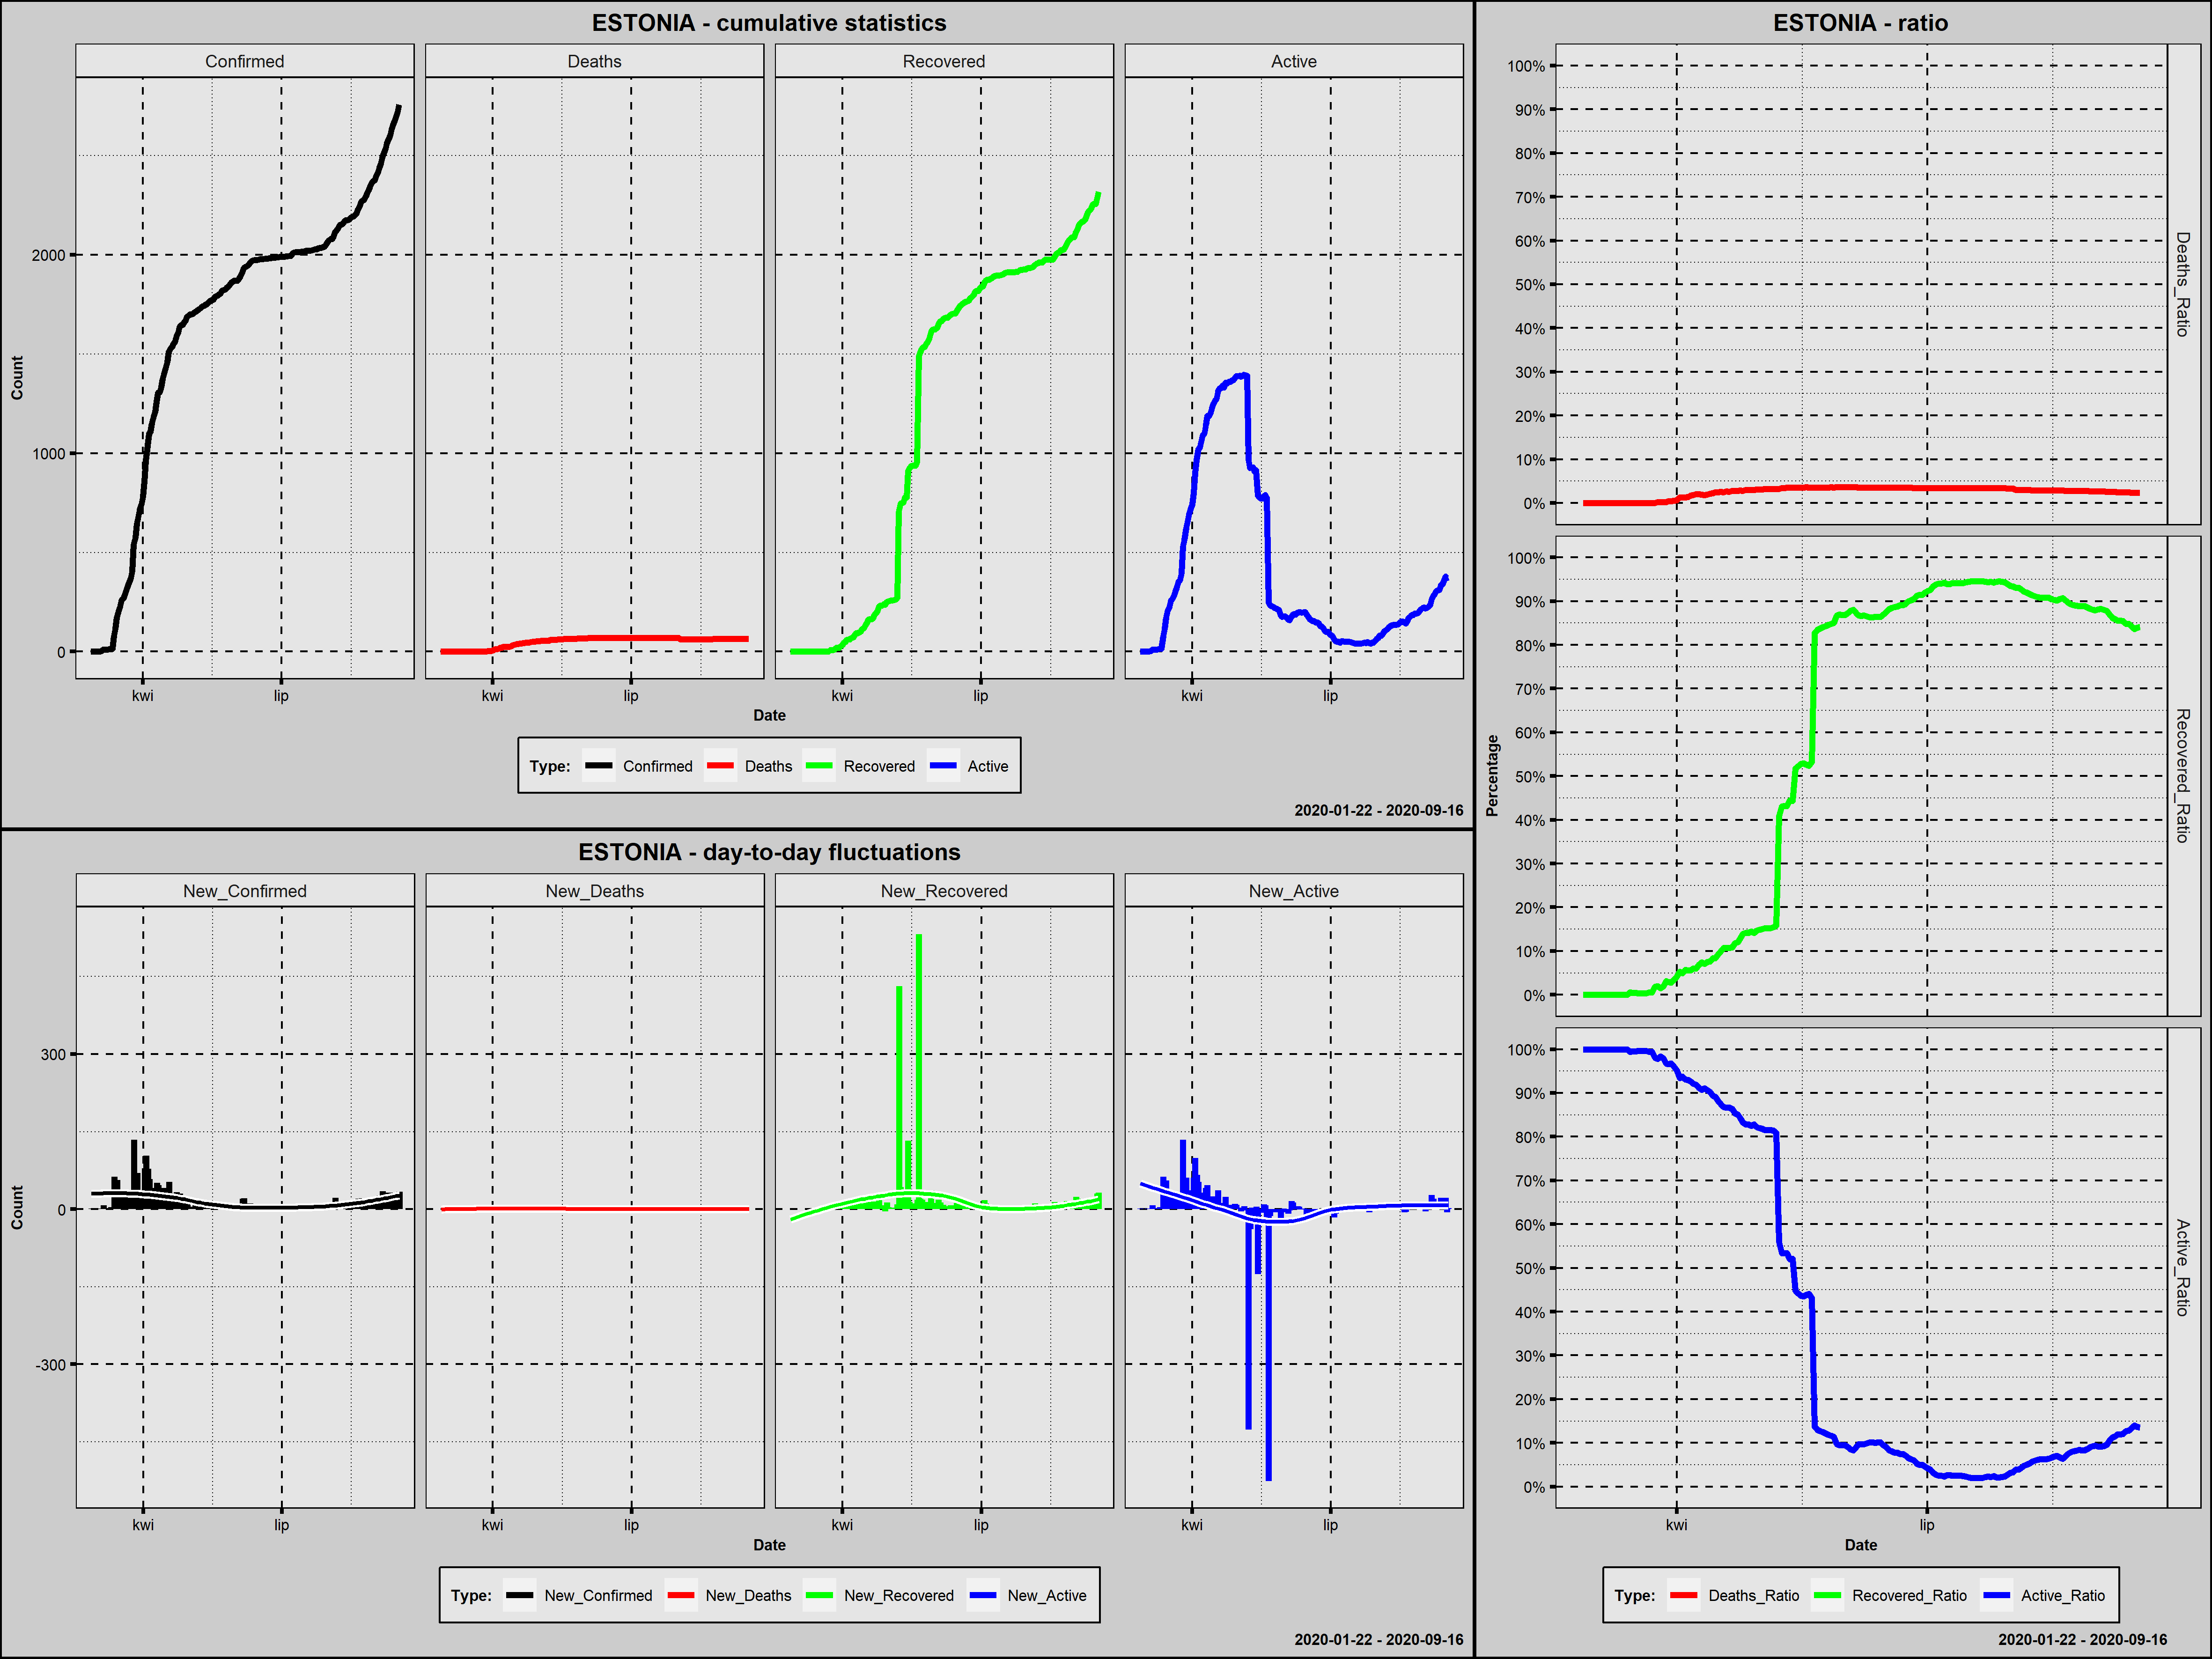 ESTONIA - cumulative statistics
Confirmed Deaths Recovered Active
Count
2000
1000
0
kwi lip kwi lip kwi lip kwi lip
Date
Type: Confirmed Deaths Recovered Active
2020-01-22 - 2020-09-16
ESTONIA - day-to-day fluctuations
New_Confirmed New_Deaths New_Recovered New_Active
Count
300
0
-300
kwi lip kwi lip kwi lip kwi lip
Date
Type: New_Confirmed New_Deaths New_Recovered New_Active
2020-01-22 - 2020-09-16
ESTONIA - ratio
Percentage
100%
90%
80%
70%
60%
50%
40%
30%
20%
10%
0%
Deaths_Ratio
100%
90%
80%
70%
60%
50%
40%
30%
20%
10%
0%
Recovered_Ratio
100%
90%
80%
70%
60%
50%
40%
30%
20%
10%
0%
Active_Ratio
kwi lip
Date
Type: Deaths_Ratio Recovered_Ratio Active_Ratio
2020-01-22 - 2020-09-16